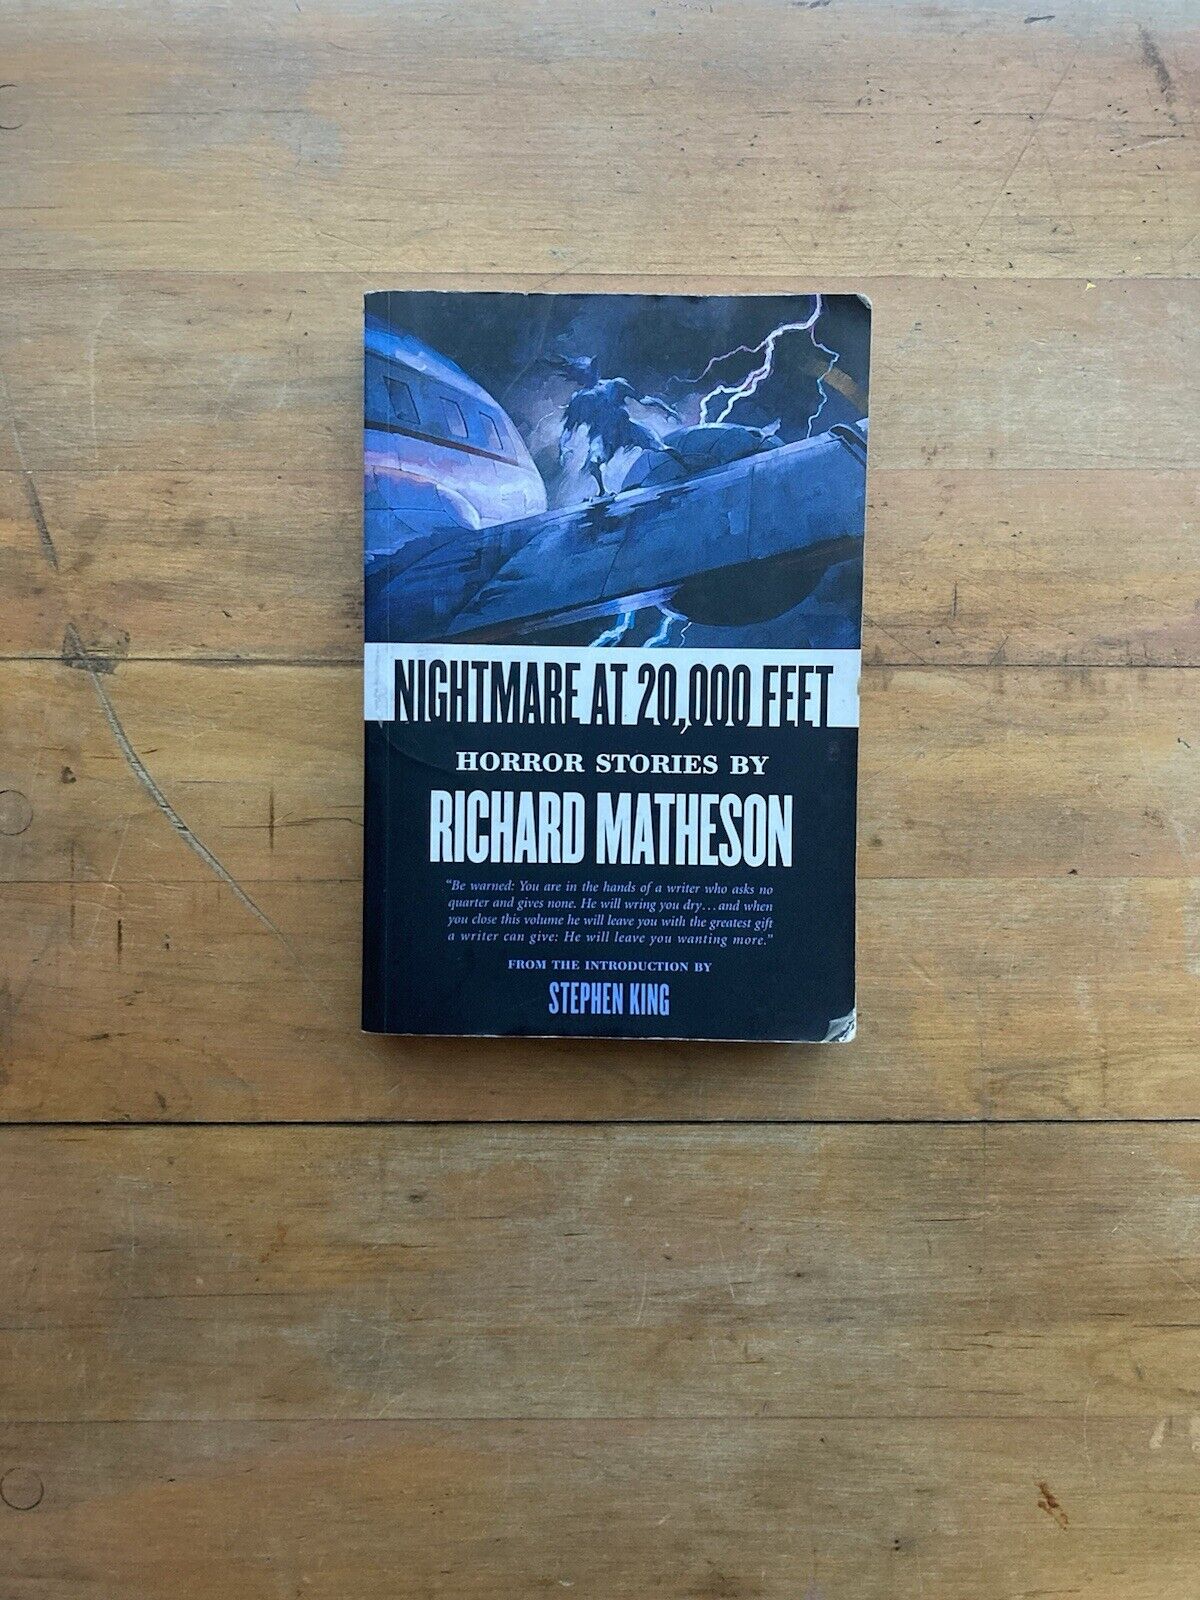 NIGHTMARE AT 20,000 FEET
HORROR STORIES BY
RICHARD MATHESON
"Be warned: You are in the hands of a writer who asks no
quarter and gives none. He will wring you dry...and when
you close this volume he will leave you with the greatest gift
a writer can give: He will leave you wanting more."
FROM THE INTRODUCTION BY
STEPHEN KING